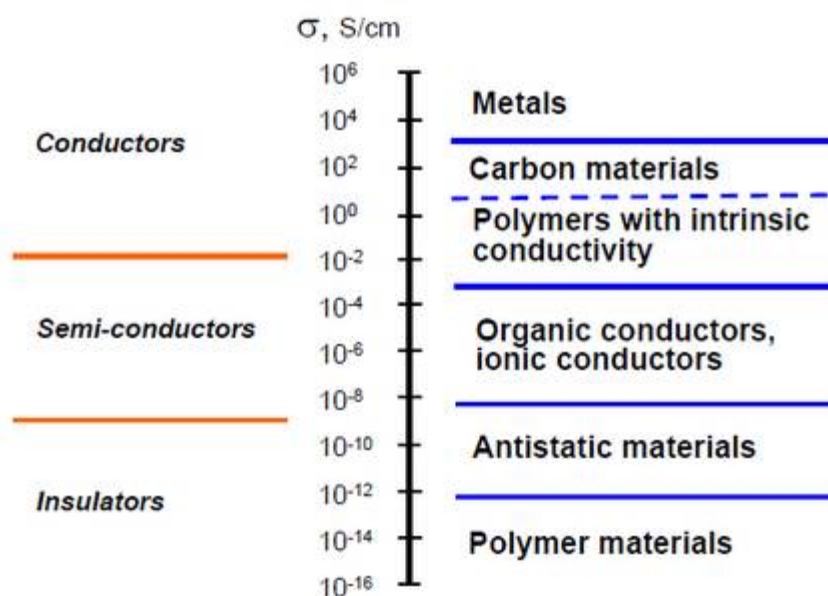 σ, S/cm
10⁶
Metals
10⁴
Conductors
Carbon materials
10²
10⁰
Polymers with intrinsic
conductivity
10⁻²
10⁻⁴
Semi-conductors
Organic conductors,
ionic conductors
10⁻⁶
10⁻⁸
10⁻¹⁰
Antistatic materials
10⁻¹²
Insulators
10⁻¹⁴
Polymer materials
10⁻¹⁶